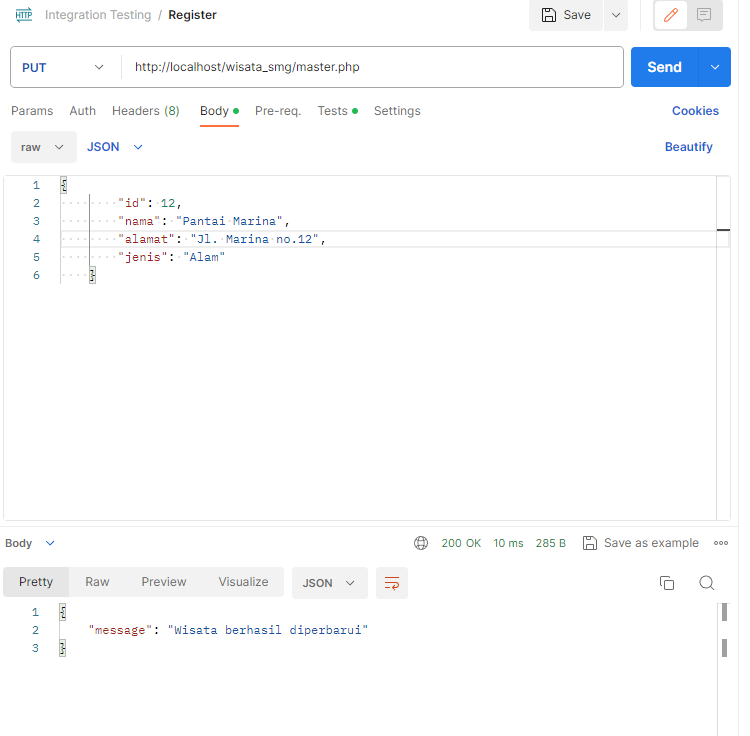 HTTP Integration Testing / Register Save
PUT http://localhost/wisata_smg/master.php Send
Params Auth Headers (8) Body Pre-req. Tests Settings Cookies
raw JSON Beautify
1 {
2 "id": 12,
3 "nama": "Pantai Marina",
4 "alamat": "Jl. Marina no.12",
5 "jenis": "Alam"
6 }
Body 200 OK 10 ms 285 B Save as example
Pretty Raw Preview Visualize JSON
1 {
2 "message": "Wisata berhasil diperbarui"
3 }